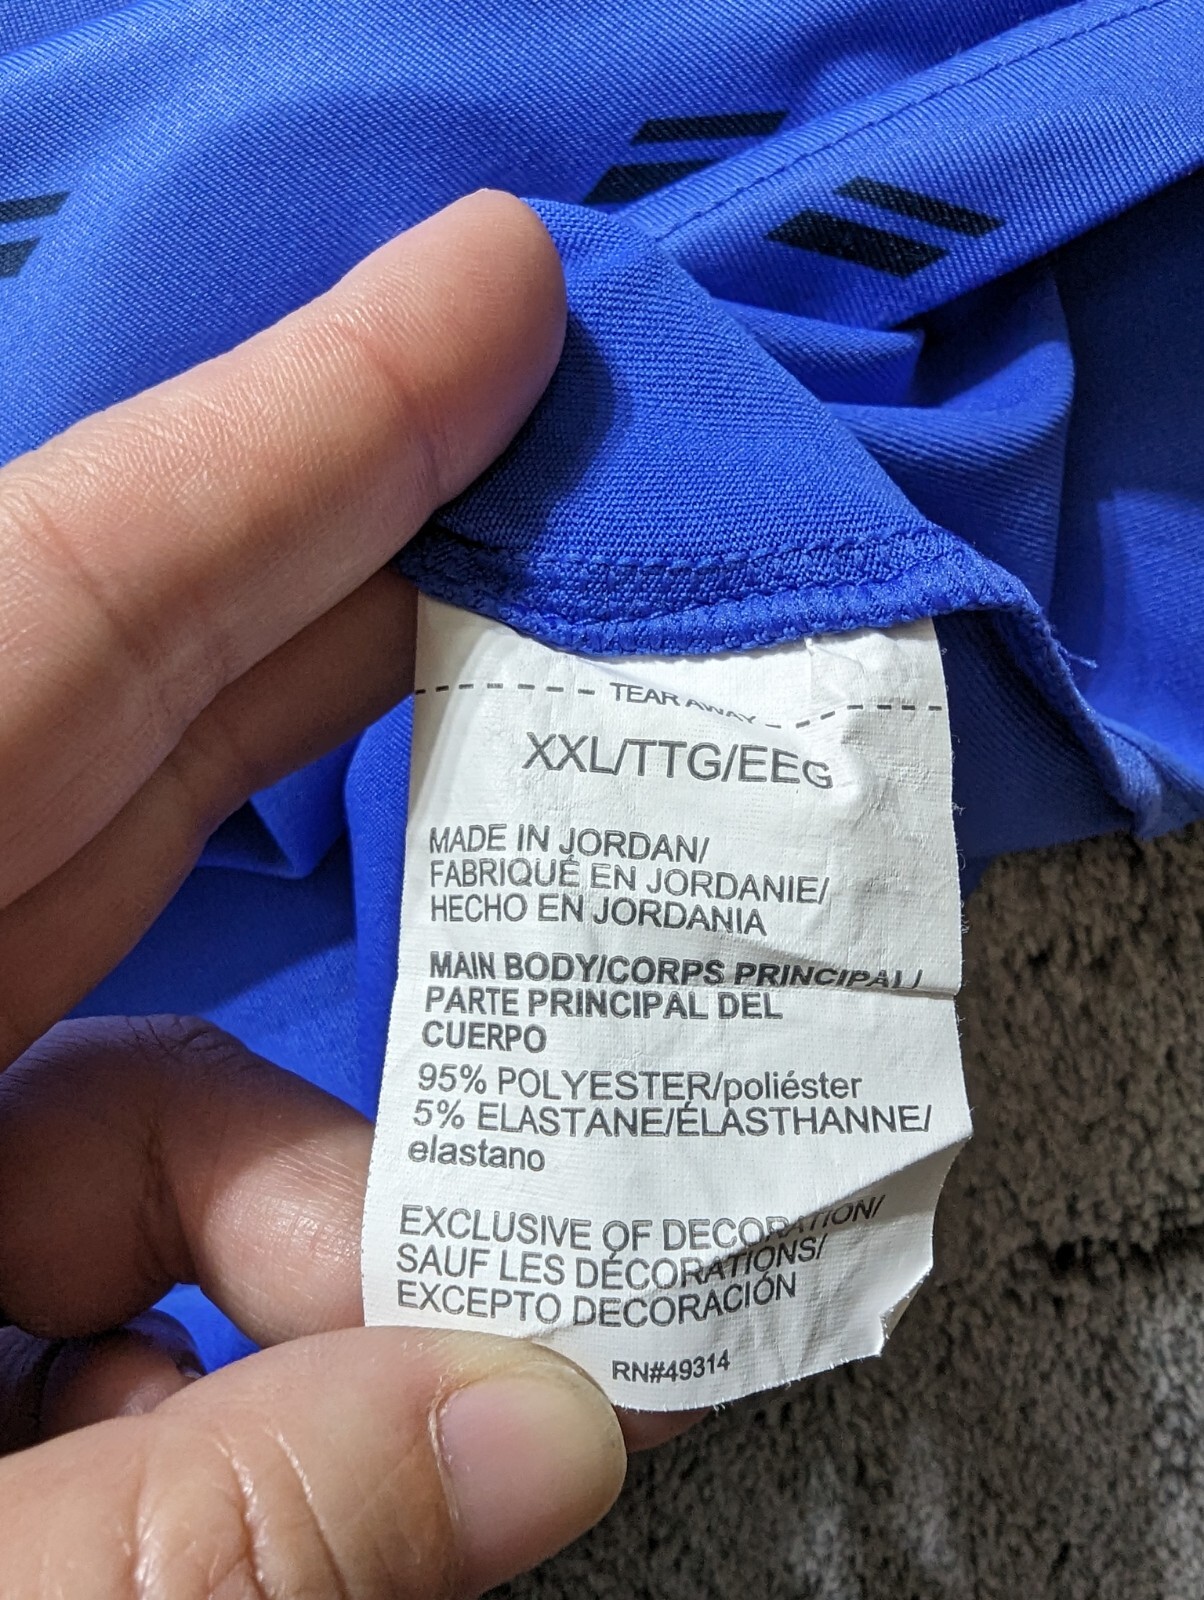 TEAR AWAY
XXL/TTG/EEG
MADE IN JORDAN/
FABRIQUÉ EN JORDANIE/
HECHO EN JORDANIA
MAIN BODY/CORPS PRINCIPAL/
PARTE PRINCIPAL DEL
CUERPO
95% POLYESTER/poliéster
5% ELASTANE/ÉLASTHANNE/
elastano
EXCLUSIVE OF DECORATION/
SAUF LES DÉCORATIONS/
EXCEPTO DECORACIÓN
RN#49314